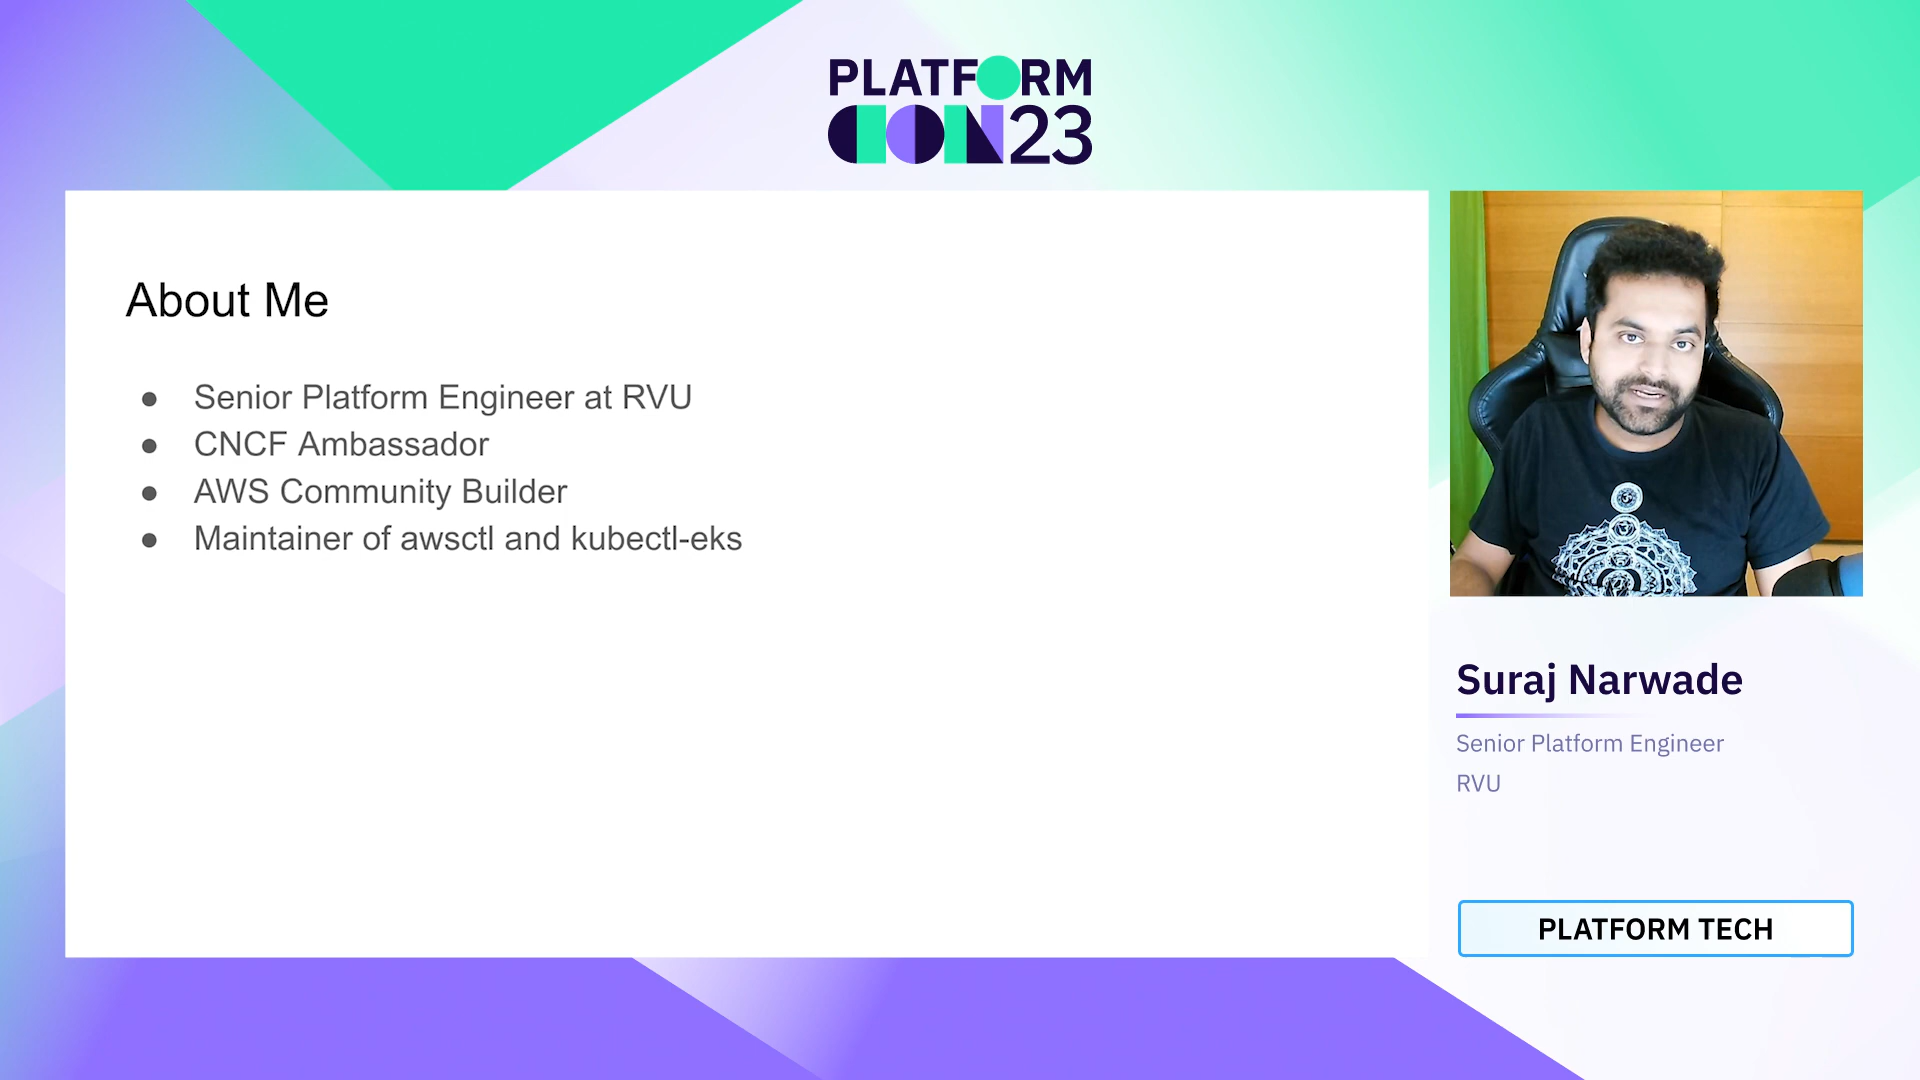 PLATFORM
CON23
About Me
● Senior Platform Engineer at RVU
● CNCF Ambassador
● AWS Community Builder
● Maintainer of awsctl and kubectl-eks
Suraj Narwade
Senior Platform Engineer
RVU
PLATFORM TECH